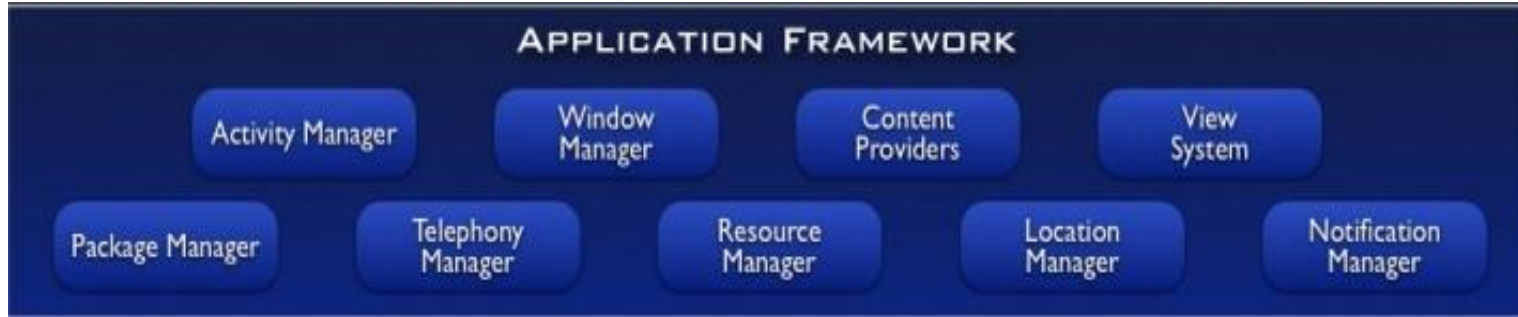 APPLICATION FRAMEWORK
Activity Manager
Window
Manager
Content
Providers
View
System
Package Manager
Telephony
Manager
Resource
Manager
Location
Manager
Notification
Manager